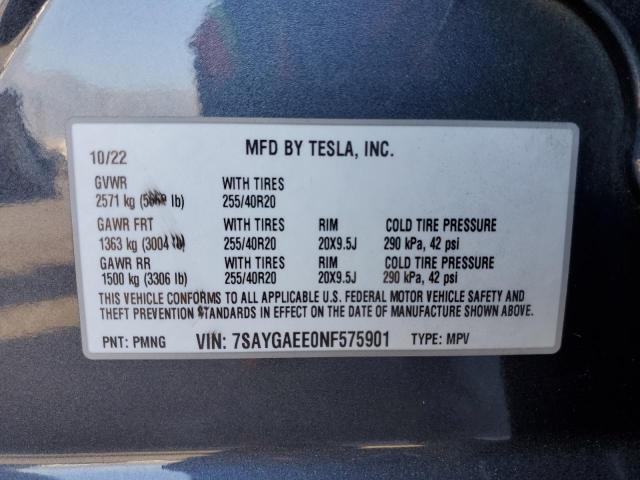 MFD BY TESLA, INC.
10/22
GVWR WITH TIRES
2571 kg lb) 255/40R20
GAWR FRT WITH TIRES RIM COLD TIRE PRESSURE
1363 kg (3004 lb) 255/40R20 20X9.5J 290 kPa, 42 psi
GAWR RR WITH TIRES RIM COLD TIRE PRESSURE
1500 kg (3306 lb) 255/40R20 20X9.5J 290 kPa, 42 psi
THIS VEHICLE CONFORMS TO ALL APPLICABLE U.S. FEDERAL MOTOR VEHICLE SAFETY AND
THEFT PREVENTION STANDARDS IN EFFECT ON THE DATE OF MANUFACTURE SHOWN ABOVE.
PNT: PMNG VIN: 7SAYGAEE0NF575901 TYPE: MPV